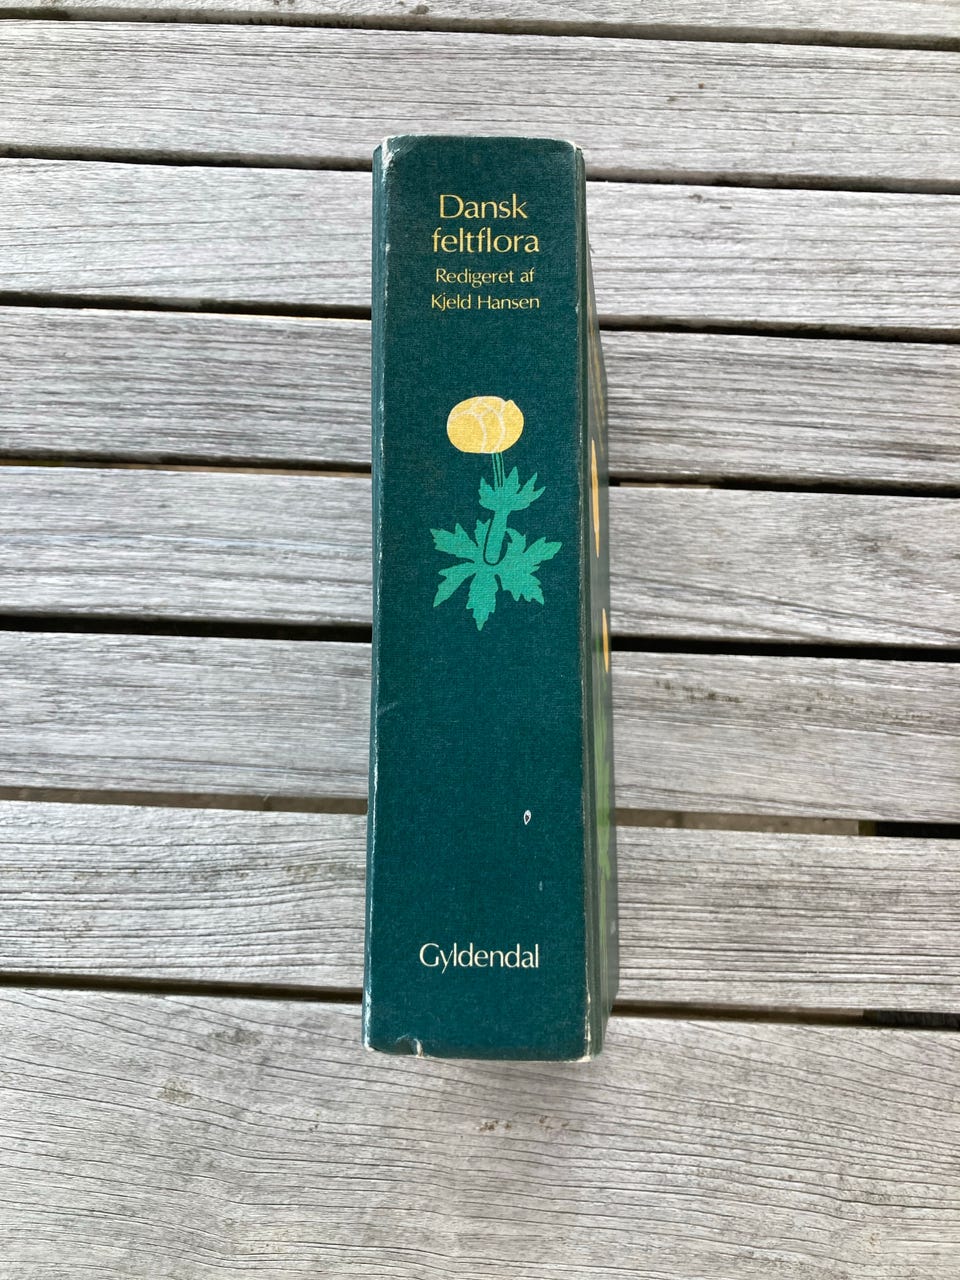 Dansk
feltflora
Redigeret af
Kjeld Hansen
Gyldendal